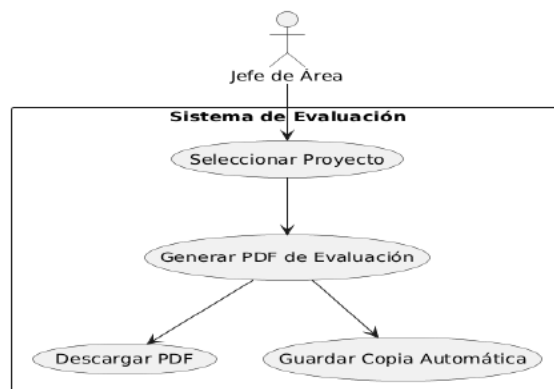 Jefe de Área
Sistema de Evaluación
Seleccionar Proyecto
Generar PDF de Evaluación
Descargar PDF
Guardar Copia Automática